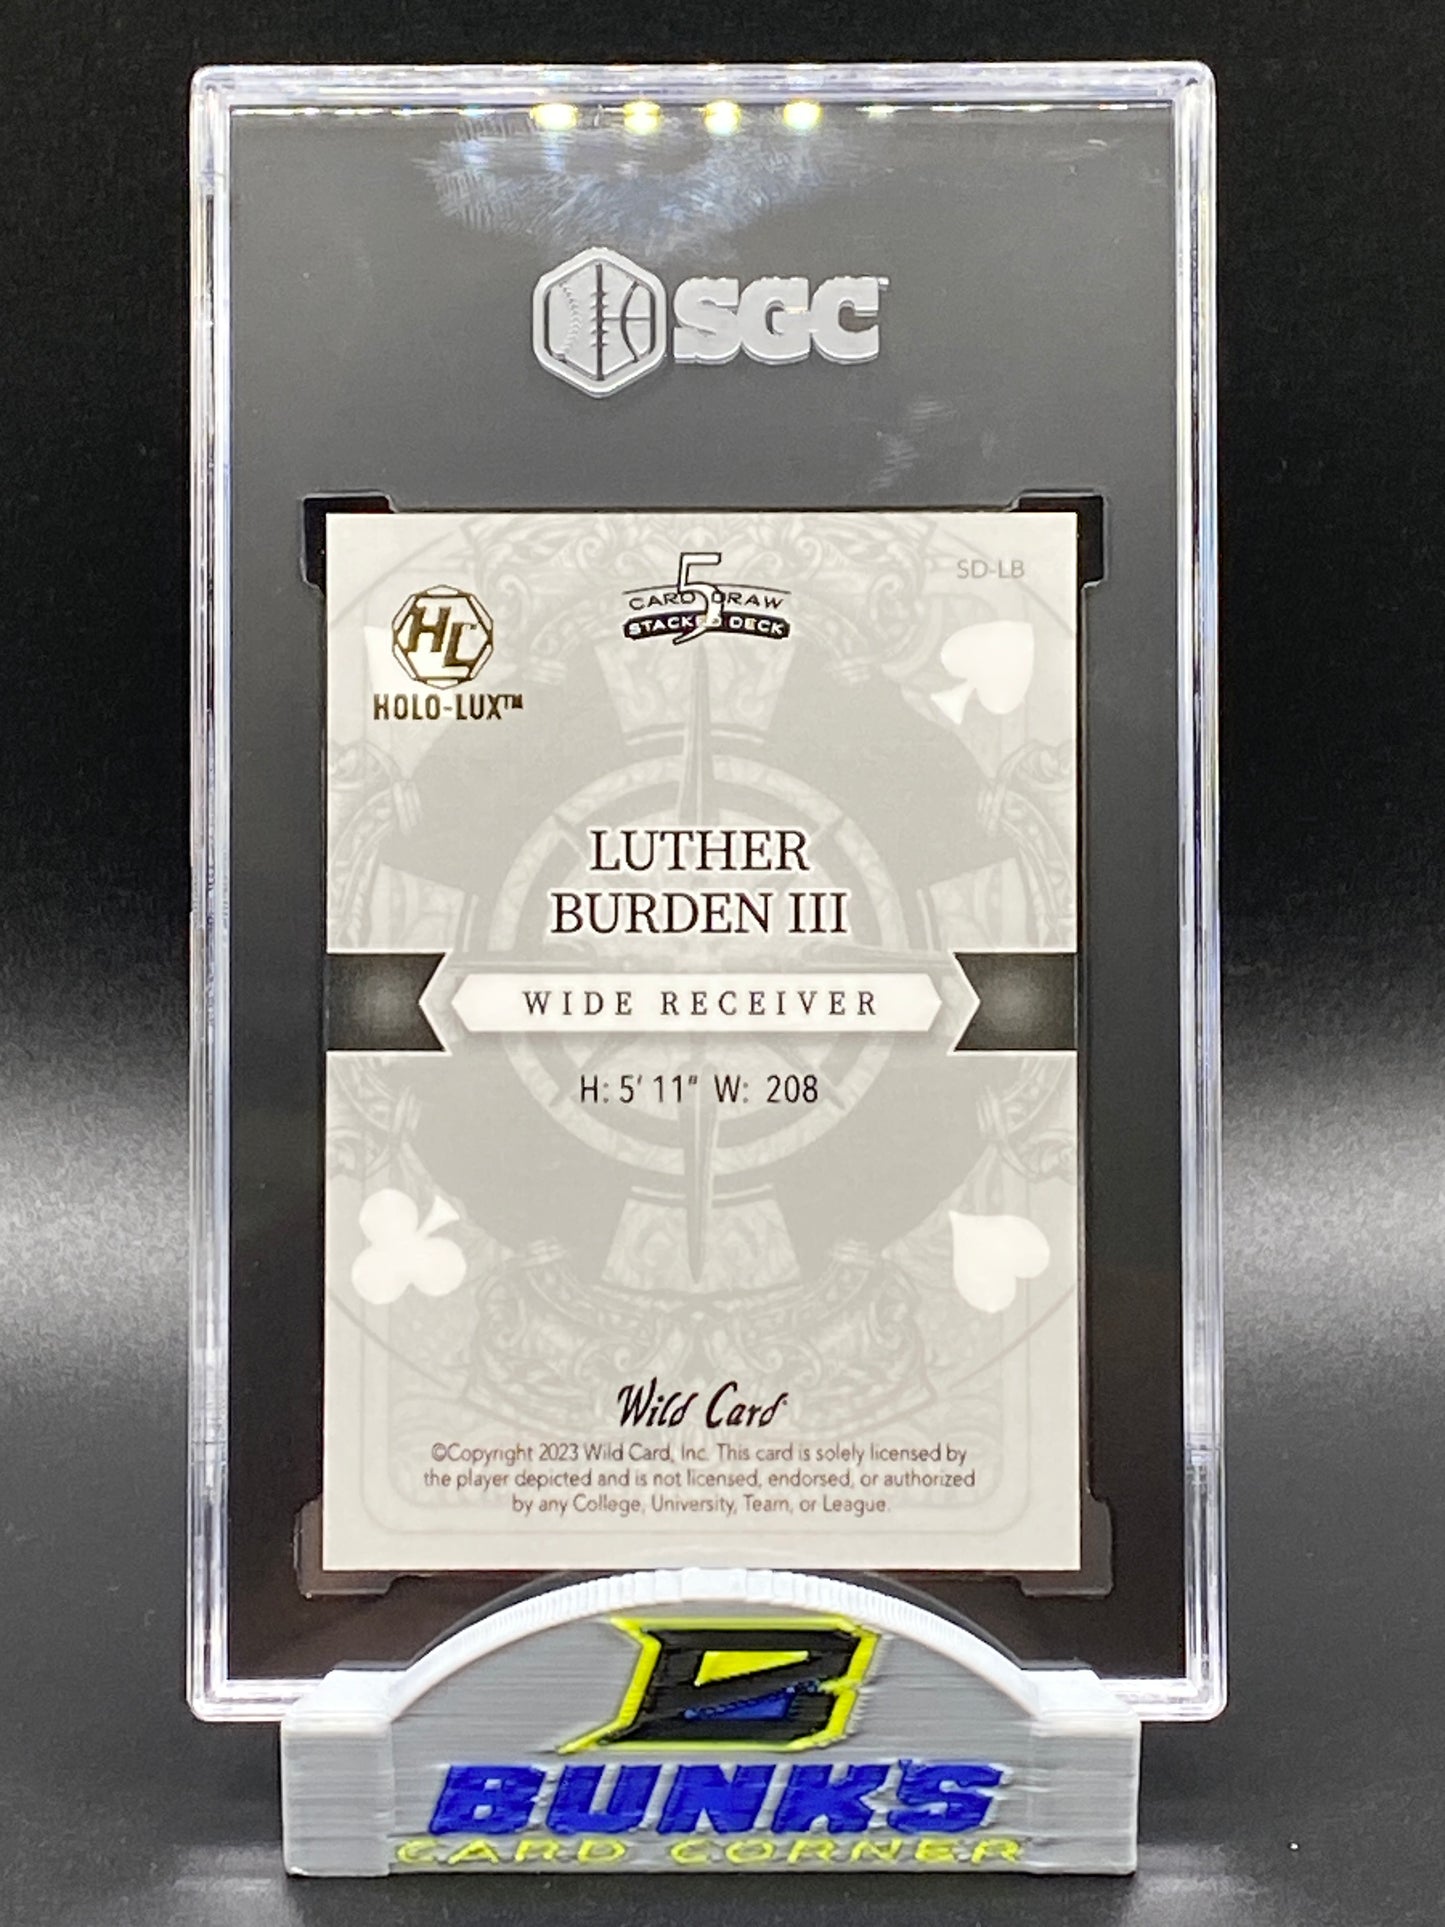 SGC
SD-LB
5
CARD DRAW
STACKED DECK
HL
HOLO-LUX™
LUTHER
BURDEN III
WIDE RECEIVER
H: 5' 11" W: 208
Wild Card
©Copyright 2023 Wild Card, Inc. This card is solely licensed by
the player depicted and is not licensed, endorsed, or authorized
by any College, University, Team, or League.
B
BUNK'S
CARD CORNER